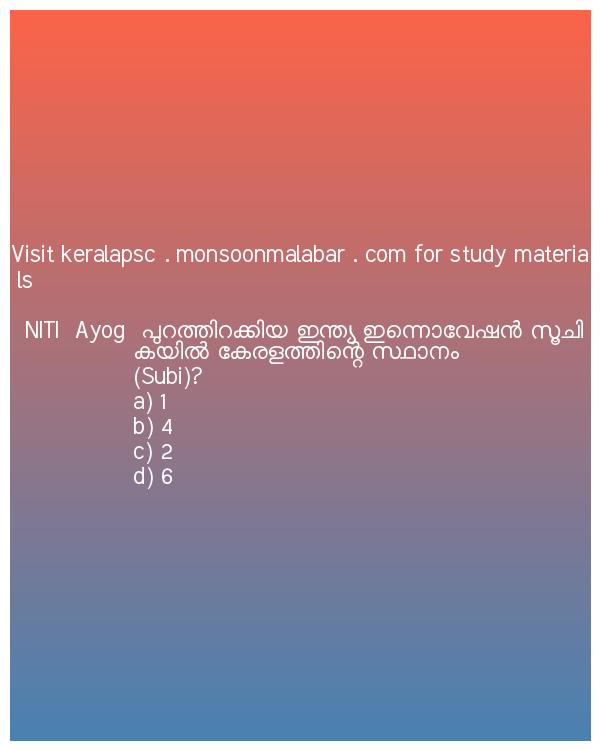 Visit keralapsc . monsoonmalabar . com for study materia
ls
NITI Ayog പുറത്തിറക്കിയ ഇന്ത്യ ഇന്നൊവേഷൻ സൂചി
കയിൽ കേരളത്തിന്റെ സ്ഥാനം
(Subi)?
a) 1
b) 4
c) 2
d) 6